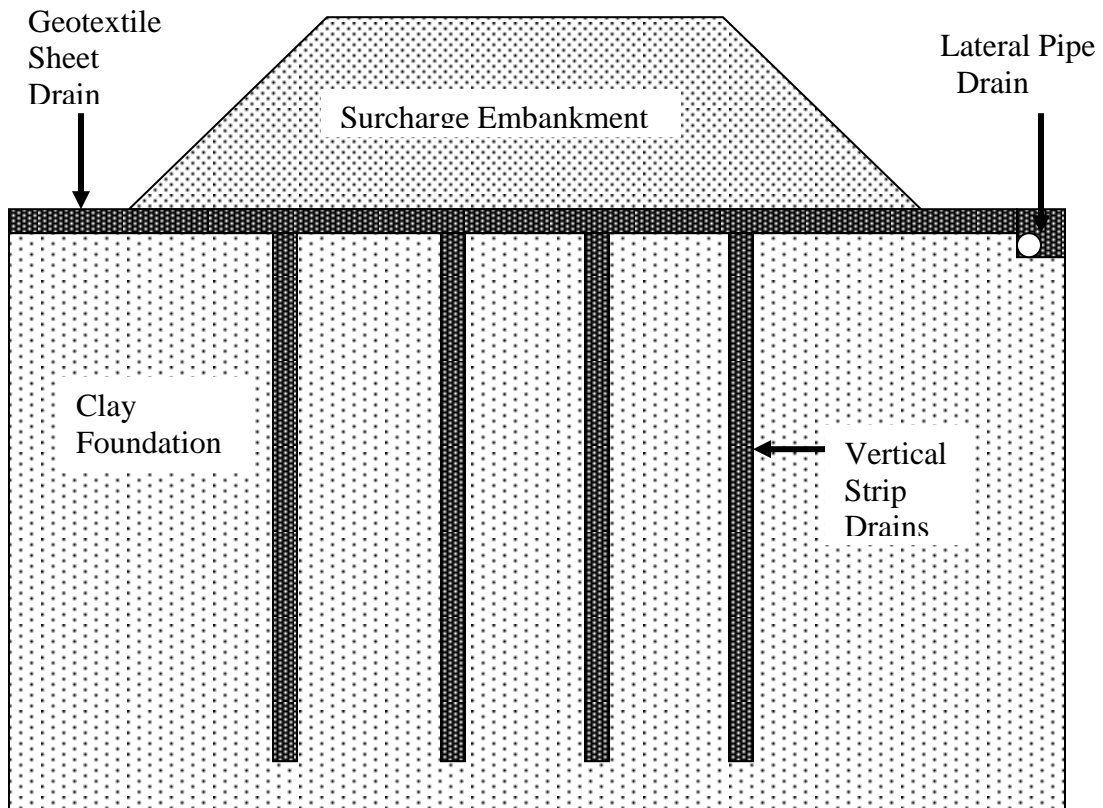 Geotextile
Sheet
Drain
Lateral Pipe
Drain
Surcharge Embankment
Clay
Foundation
Vertical
Strip
Drains